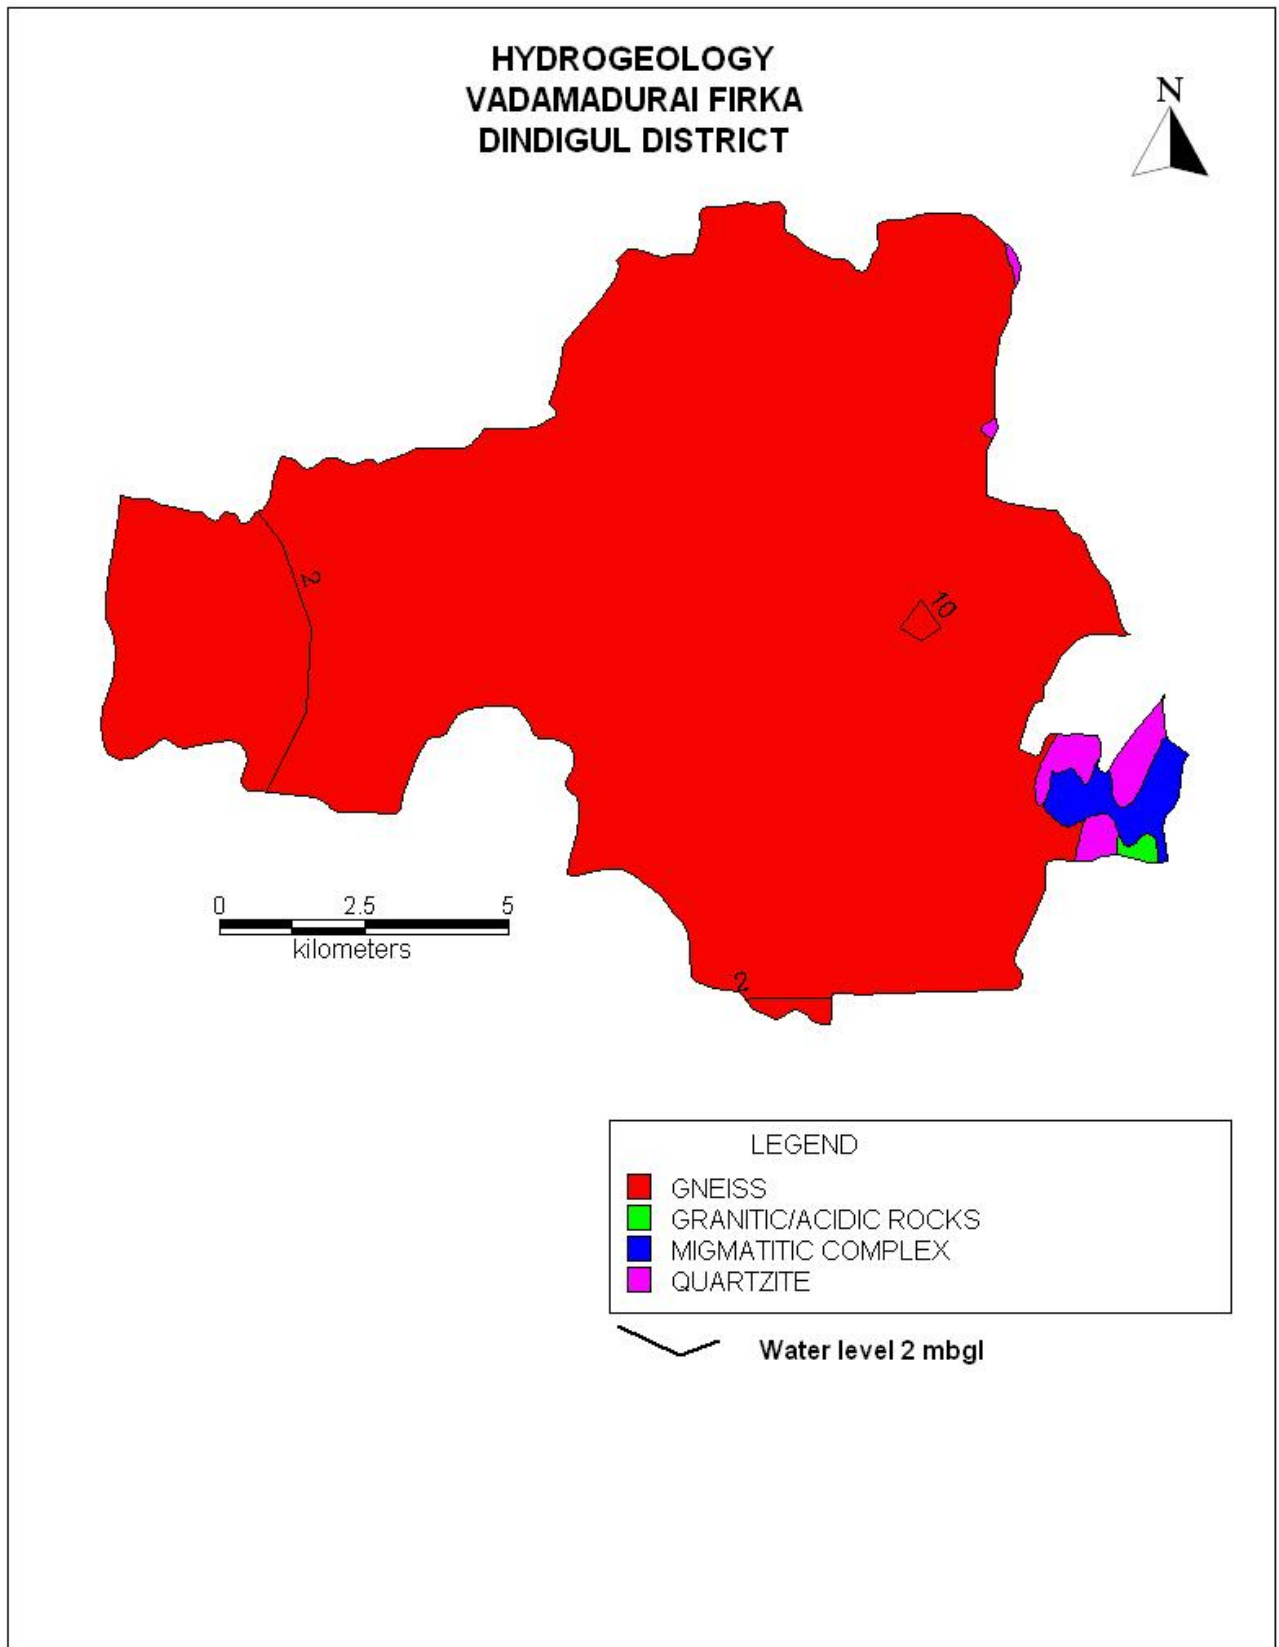 HYDROGEOLOGY
VADAMADURAI FIRKA
DINDIGUL DISTRICT
N
2
10
0 2.5 5
kilometers
2
LEGEND
GNEISS
GRANITIC/ACIDIC ROCKS
MIGMATITIC COMPLEX
QUARTZITE
Water level 2 mbgl